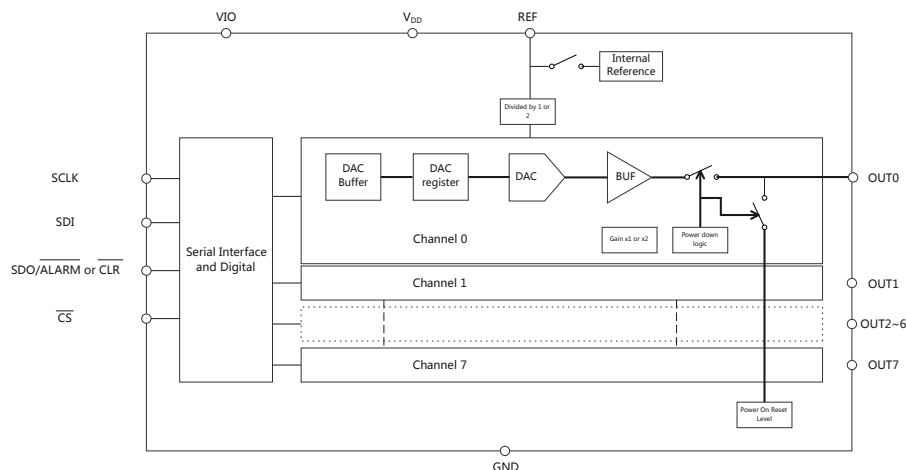 VIO
VDD
REF
Internal
Reference
Divided by 1 or
2
SCLK
SDI
SDO/ALARM or CLR
CS
Serial Interface
and Digital
DAC
Buffer
DAC
register
DAC
BUF
Channel 0
Gain x1 or x2
Power down
logic
Channel 1
Channel 7
Power On Reset
Level
OUT0
OUT1
OUT2~6
OUT7
GND